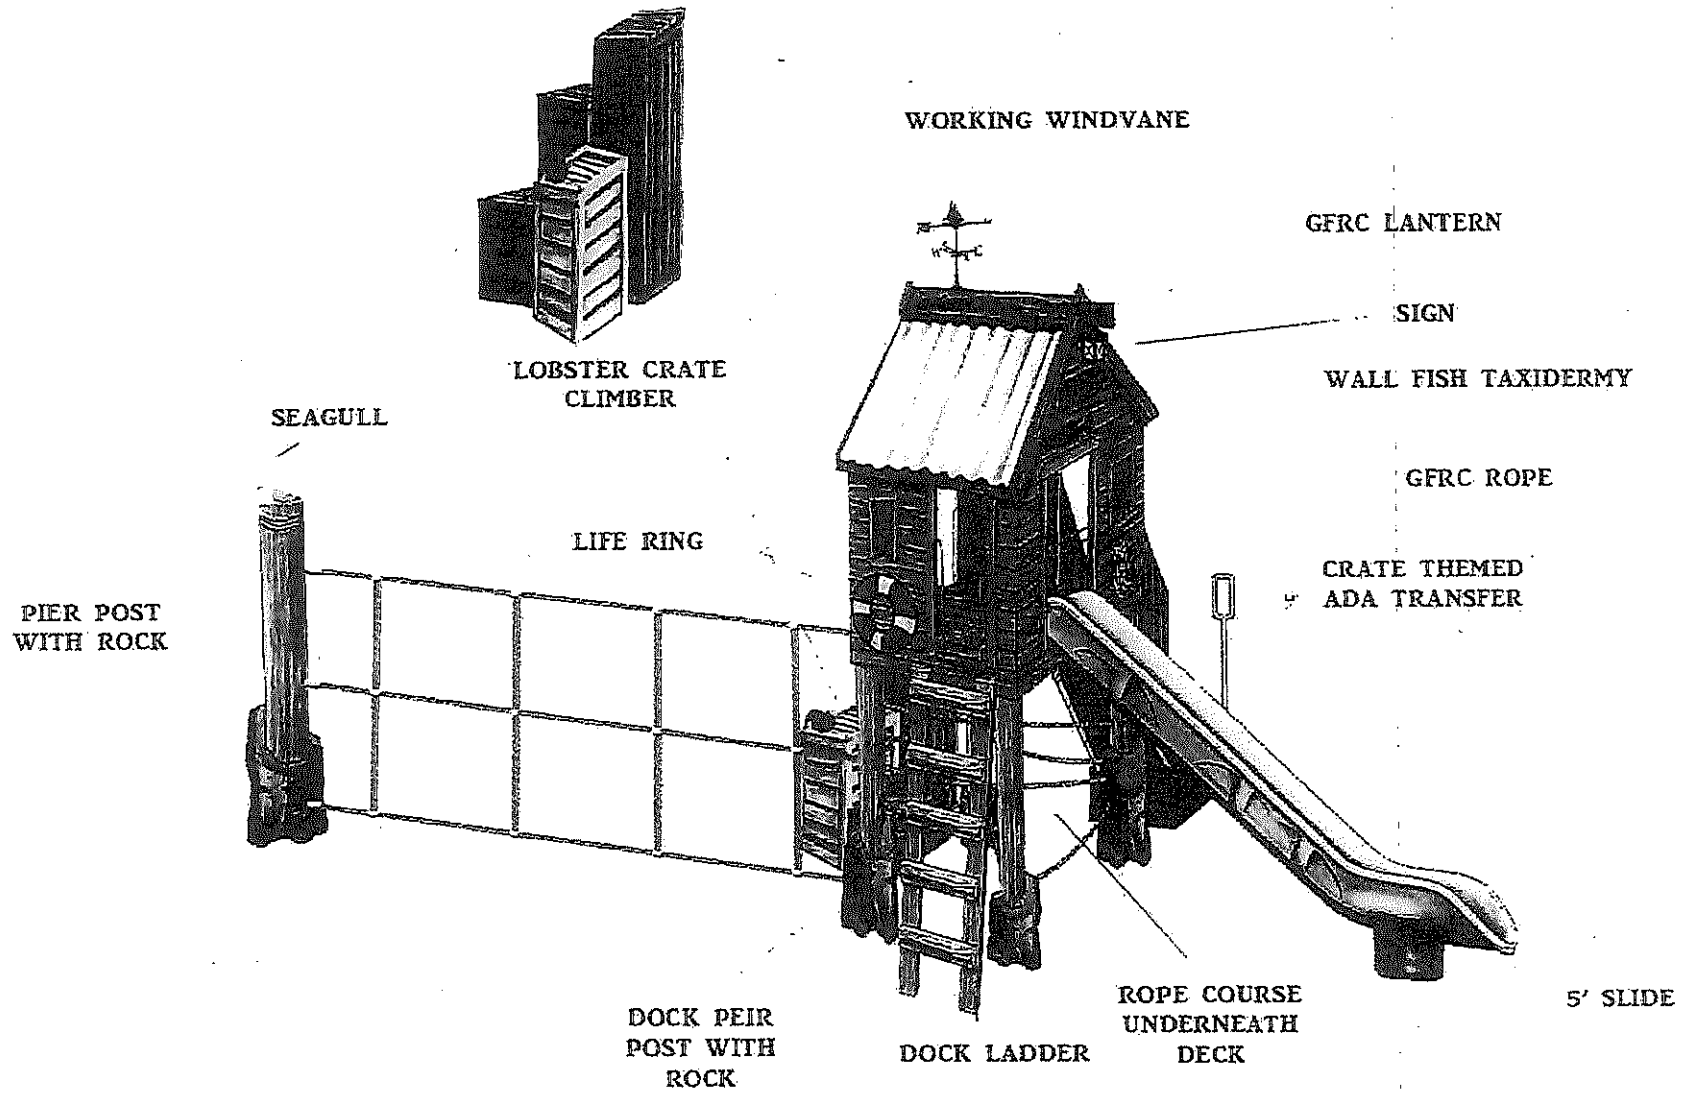 WORKING WINDVANE
GFRC LANTERN
SIGN
LOBSTER CRATE
CLIMBER
WALL FISH TAXIDERMY
SEAGULL
GFRC ROPE
LIFE RING
CRATE THEMED
ADA TRANSFER
PIER POST
WITH ROCK
ROPE COURSE
UNDERNEATH
DECK
5' SLIDE
DOCK PEIR
POST WITH
ROCK
DOCK LADDER